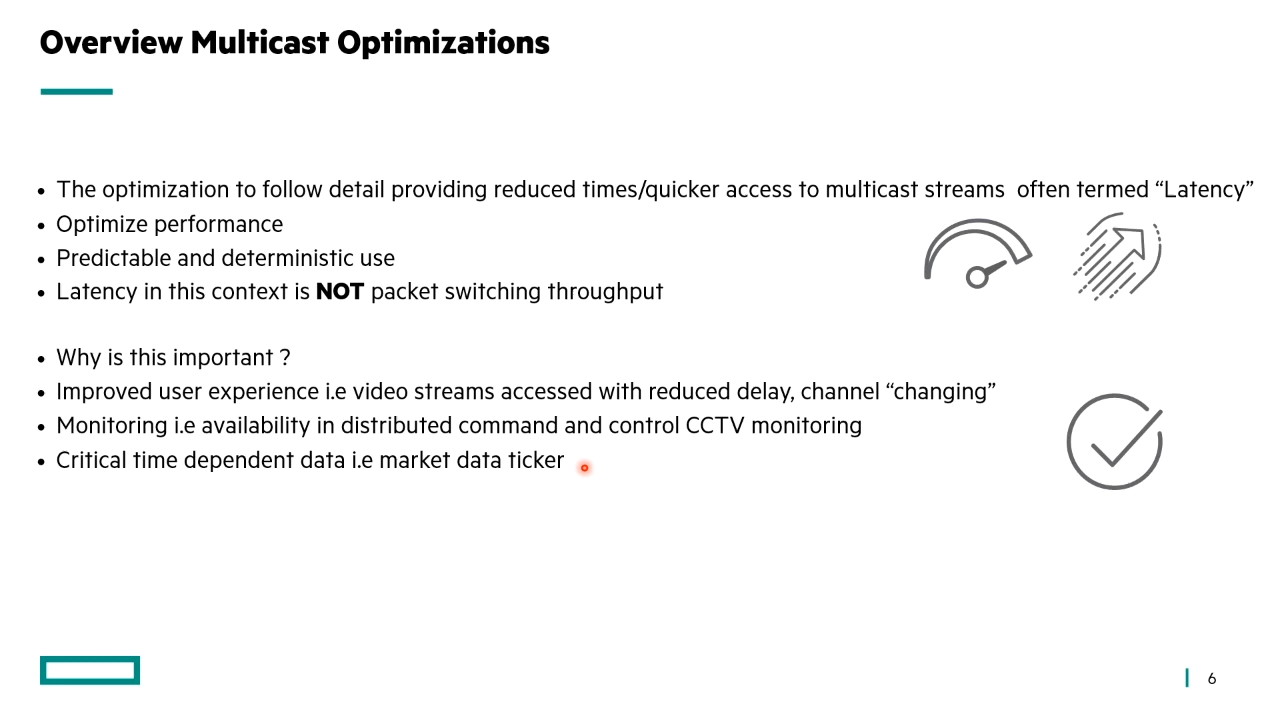 Overview Multicast Optimizations
• The optimization to follow detail providing reduced times/quicker access to multicast streams  often termed “Latency”
• Optimize performance
• Predictable and deterministic use
• Latency in this context is NOT packet switching throughput
• Why is this important ?
• Improved user experience i.e video streams accessed with reduced delay, channel “changing”
• Monitoring i.e availability in distributed command and control CCTV monitoring
• Critical time dependent data i.e market data ticker
6